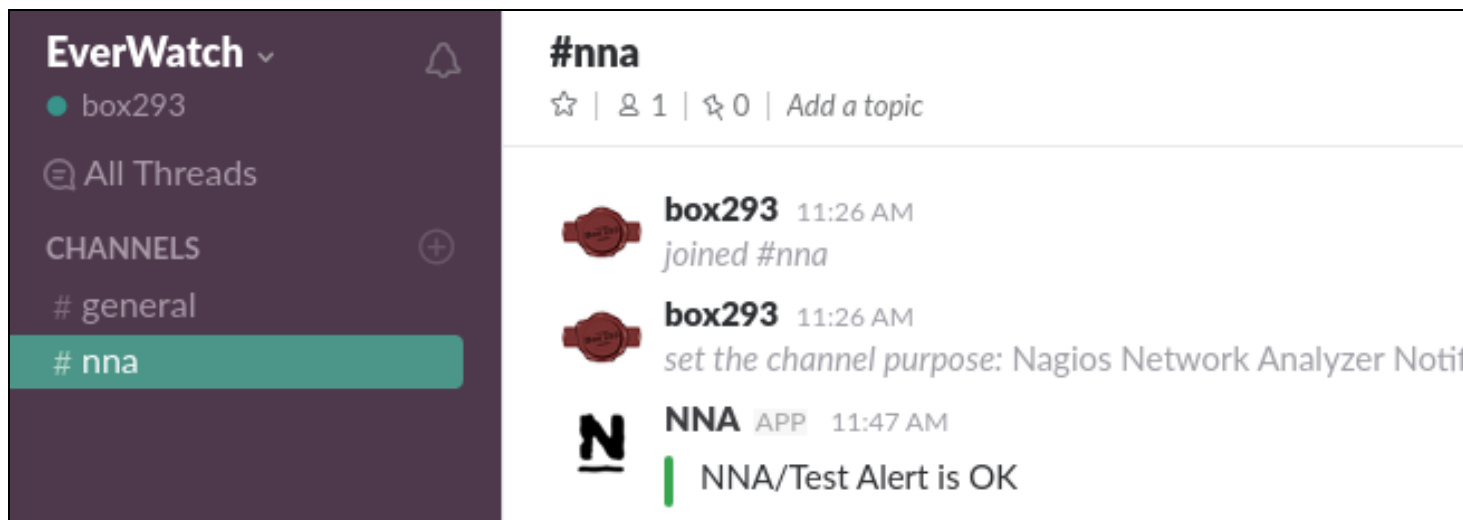 EverWatch
box293
All Threads
CHANNELS
# general
# nna
#nna
1 | 0 | Add a topic
box293 11:26 AM
joined #nna
box293 11:26 AM
set the channel purpose: Nagios Network Analyzer Notif
N
NNA APP 11:47 AM
NNA/Test Alert is OK